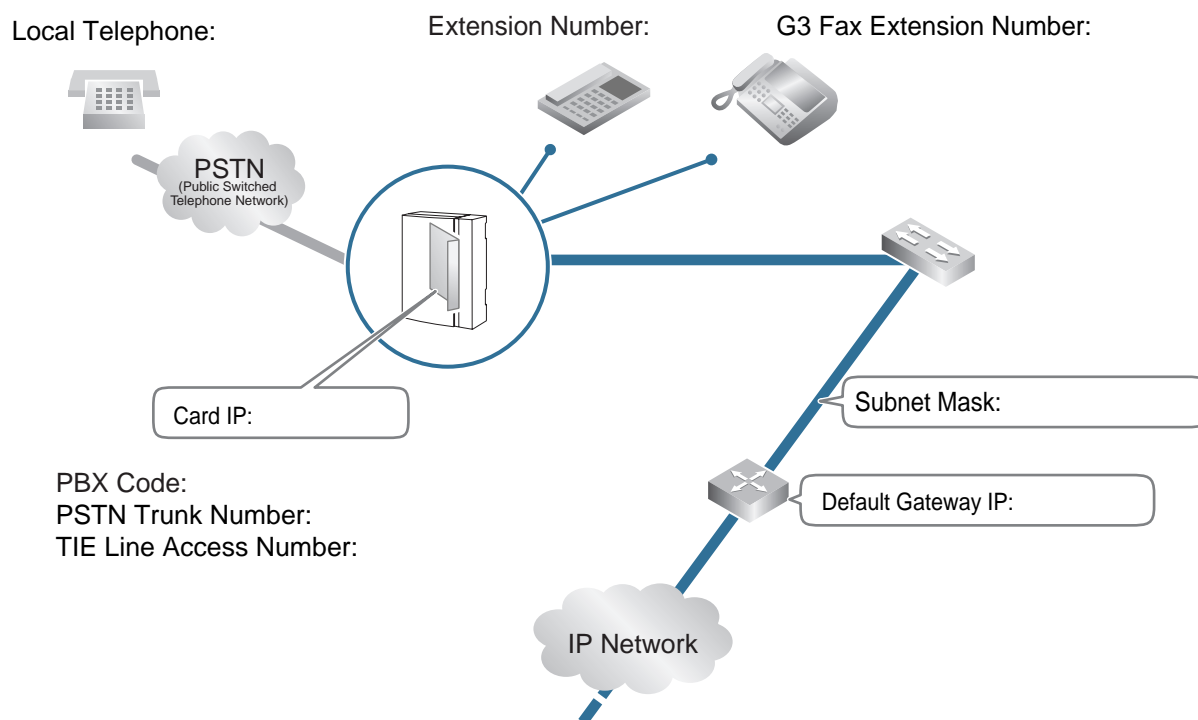 Local Telephone:
Extension Number:
G3 Fax Extension Number:
PSTN
(Public Switched
Telephone Network)
Card IP:
Subnet Mask:
Default Gateway IP:
PBX Code:
PSTN Trunk Number:
TIE Line Access Number:
IP Network